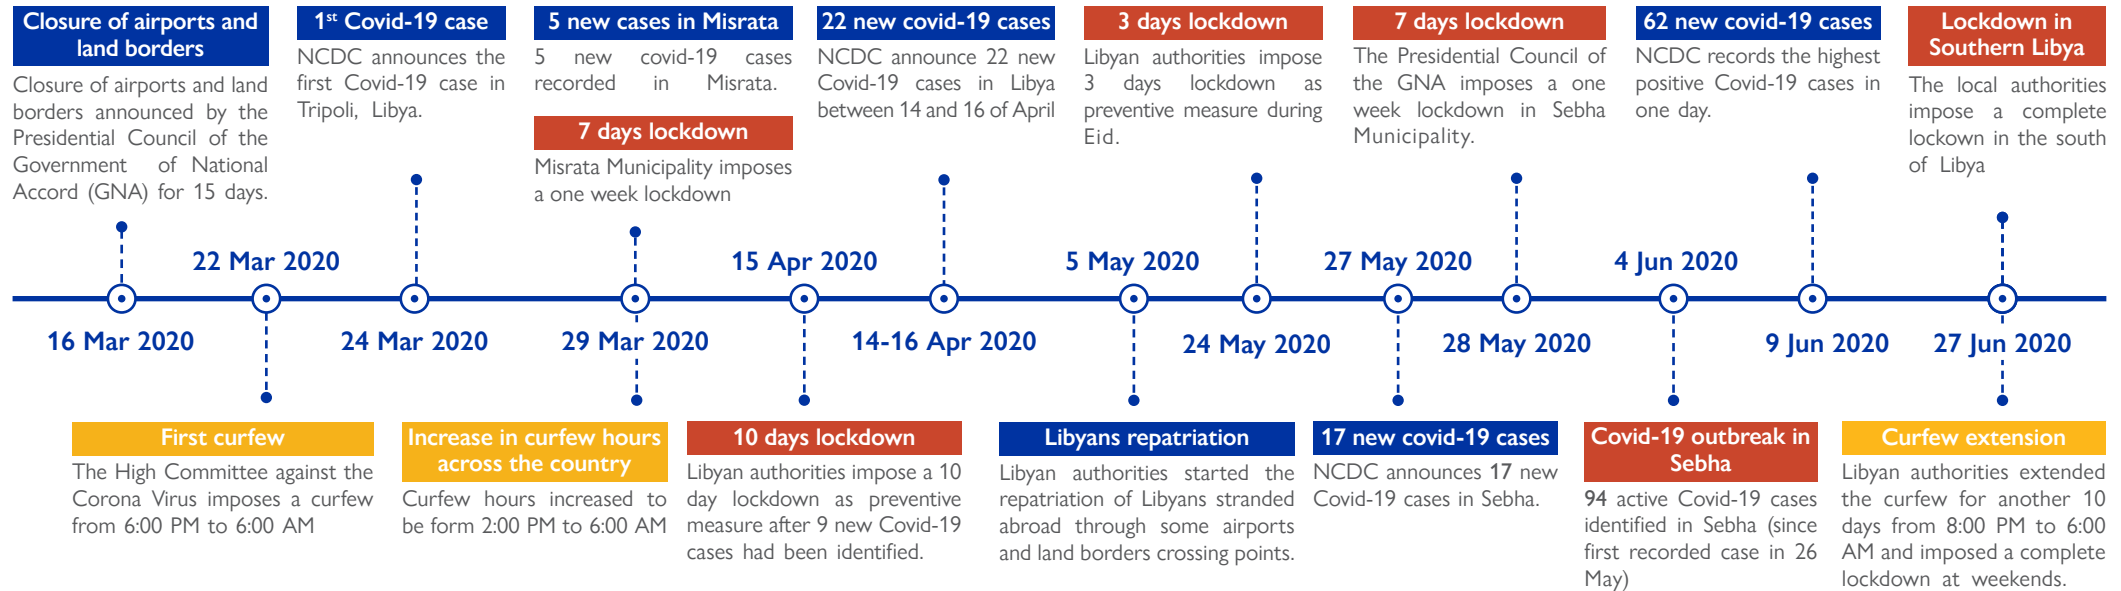 Closure of airports and
land borders
Closure of airports and land
borders announced by the
Presidential Council of the
Government of National
Accord (GNA) for 15 days.
1st Covid-19 case
NCDC announces the
first Covid-19 case in
Tripoli, Libya.
5 new cases in Misrata
5 new covid-19 cases
recorded in Misrata.
7 days lockdown
Misrata Municipality imposes
a one week lockdown
22 new covid-19 cases
NCDC announce 22 new
Covid-19 cases in Libya
between 14 and 16 of April
3 days lockdown
Libyan authorities impose
3 days lockdown as
preventive measure during
Eid.
7 days lockdown
The Presidential Council of
the GNA imposes a one
week lockdown in Sebha
Municipality.
62 new covid-19 cases
NCDC records the highest
positive Covid-19 cases in
one day.
Lockdown in
Southern Libya
The local authorities
impose a complete
lockown in the south
of Libya
22 Mar 2020
15 Apr 2020
5 May 2020
27 May 2020
4 Jun 2020
16 Mar 2020
24 Mar 2020
29 Mar 2020
14-16 Apr 2020
24 May 2020
28 May 2020
9 Jun 2020
27 Jun 2020
First curfew
The High Committee against the
Corona Virus imposes a curfew
from 6:00 PM to 6:00 AM
Increase in curfew hours
across the country
Curfew hours increased to
be form 2:00 PM to 6:00 AM
10 days lockdown
Libyan authorities impose a 10
day lockdown as preventive
measure after 9 new Covid-19
cases had been identified.
Libyans repatriation
Libyan authorities started the
repatriation of Libyans stranded
abroad through some airports
and land borders crossing points.
17 new covid-19 cases
NCDC announces 17 new
Covid-19 cases in Sebha.
Covid-19 outbreak in
Sebha
94 active Covid-19 cases
identified in Sebha (since
first recorded case in 26
May)
Curfew extension
Libyan authorities extended
the curfew for another 10
days from 8:00 PM to 6:00
AM and imposed a complete
lockdown at weekends.